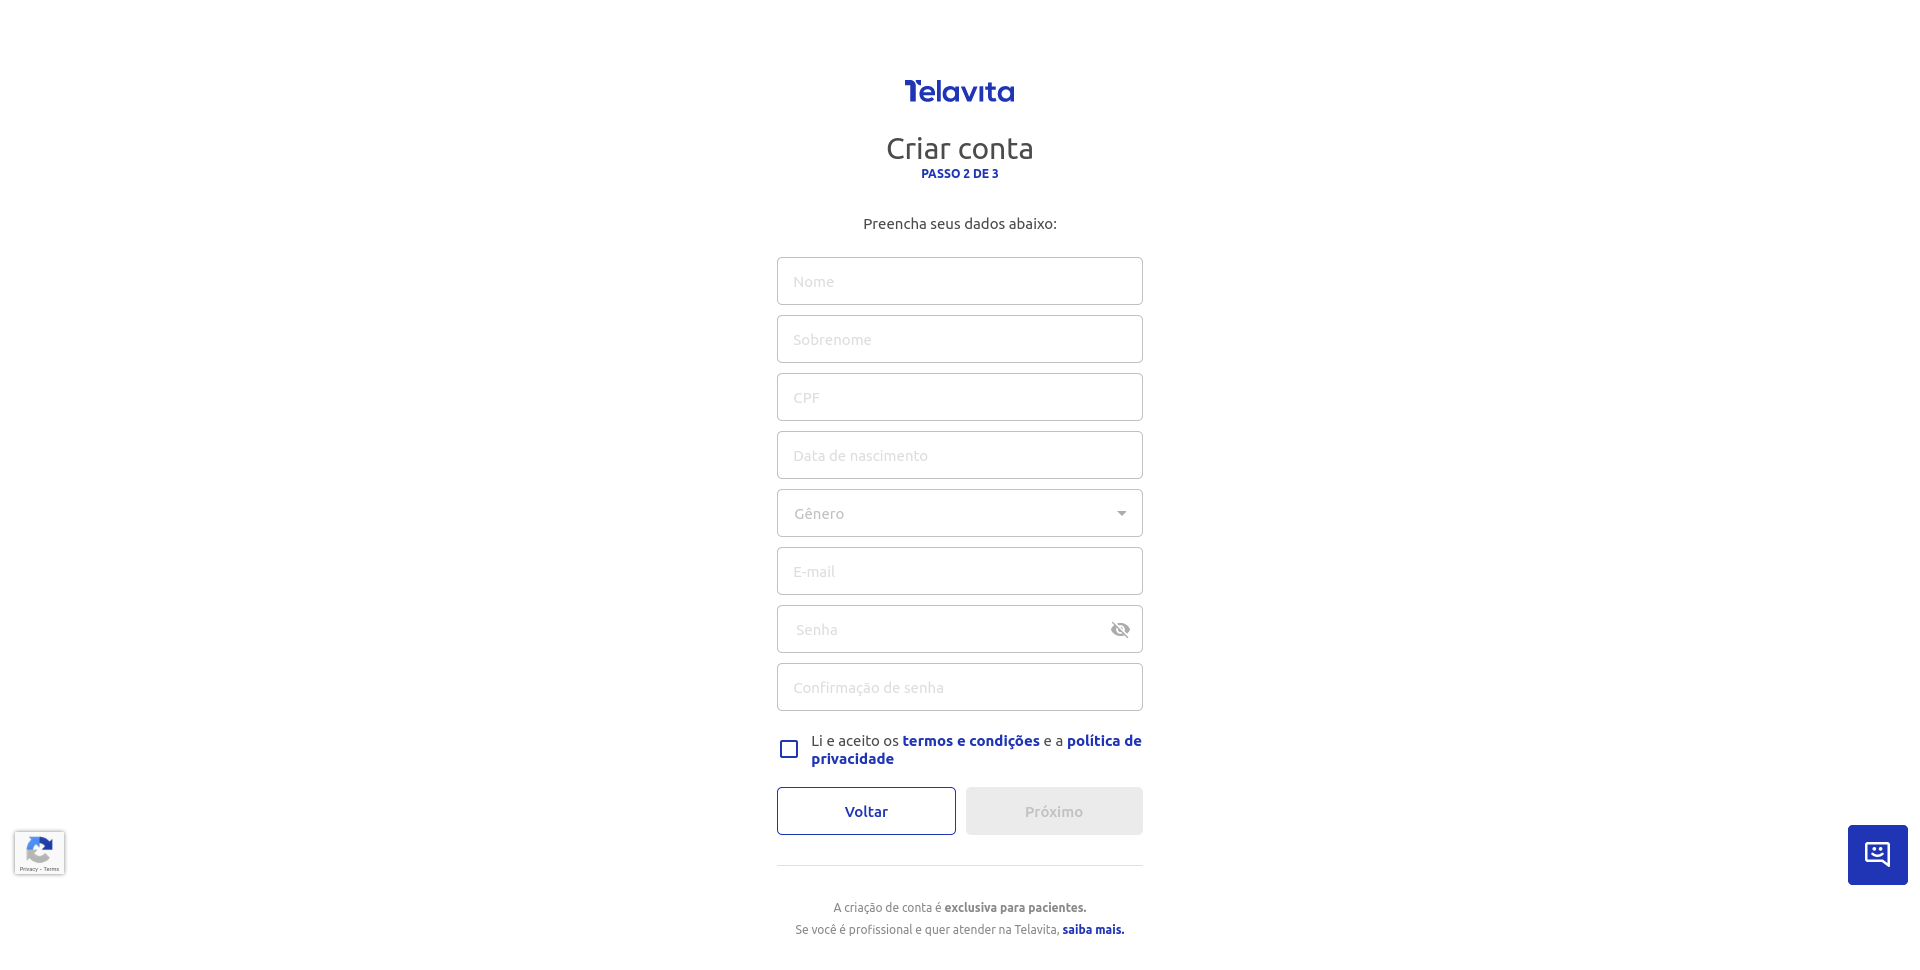 Telavita
Criar conta
PASSO 2 DE 3
Preencha seus dados abaixo:
Nome
Sobrenome
CPF
Data de nascimento
Gênero
E-mail
Senha
Confirmação de senha
Li e aceito os termos e condições e a política de
privacidade
Voltar
Próximo
Privacy - Terms
A criação de conta é exclusiva para pacientes.
Se você é profissional e quer atender na Telavita, saiba mais.